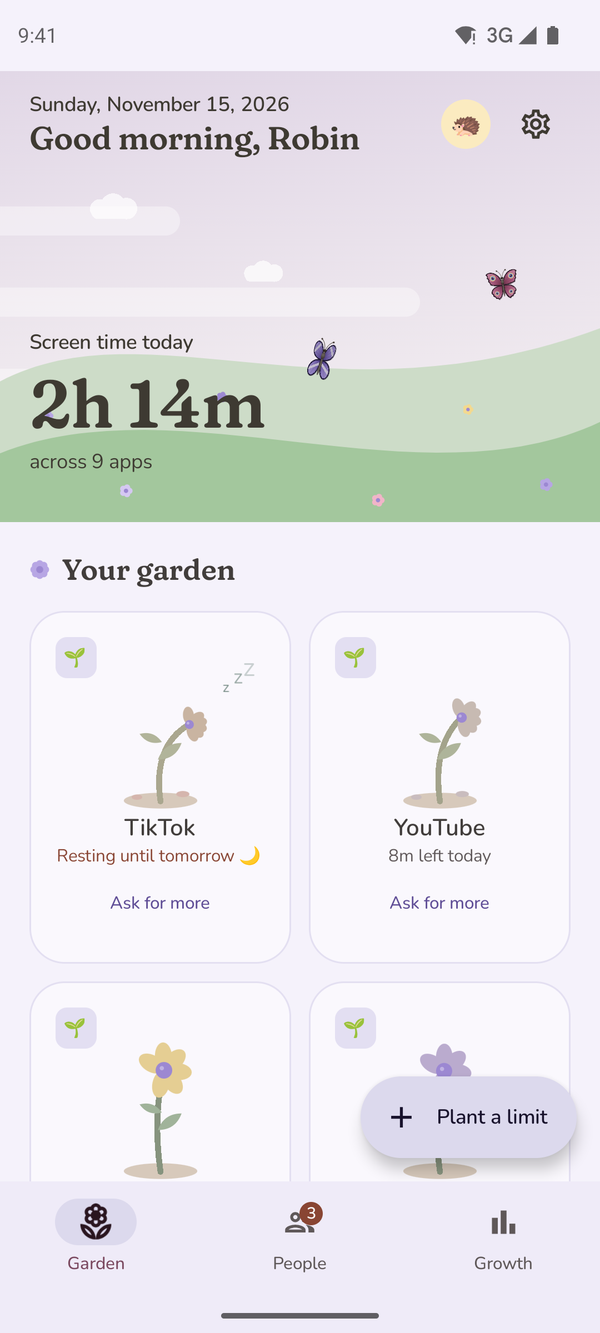 9:41
3G
Sunday, November 15, 2026
Good morning, Robin
Screen time today
2h 14m
across 9 apps
Your garden
z z Z
TikTok
Resting until tomorrow 🌙
Ask for more
YouTube
8m left today
Ask for more
+ Plant a limit
Garden
3
People
Growth